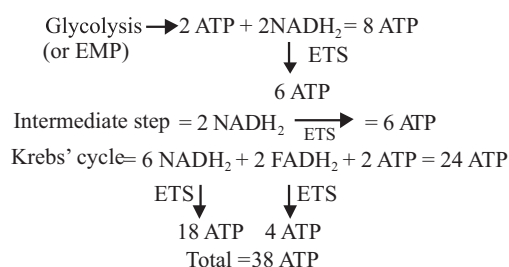 Glycolysis → 2 ATP + 2NADH₂ = 8 ATP
(or EMP)
ETS
6 ATP
Intermediate step = 2 NADH₂ → = 6 ATP
ETS
Krebs' cycle= 6 NADH₂ + 2 FADH₂ + 2 ATP = 24 ATP
ETS ETS
18 ATP 4 ATP
Total =38 ATP